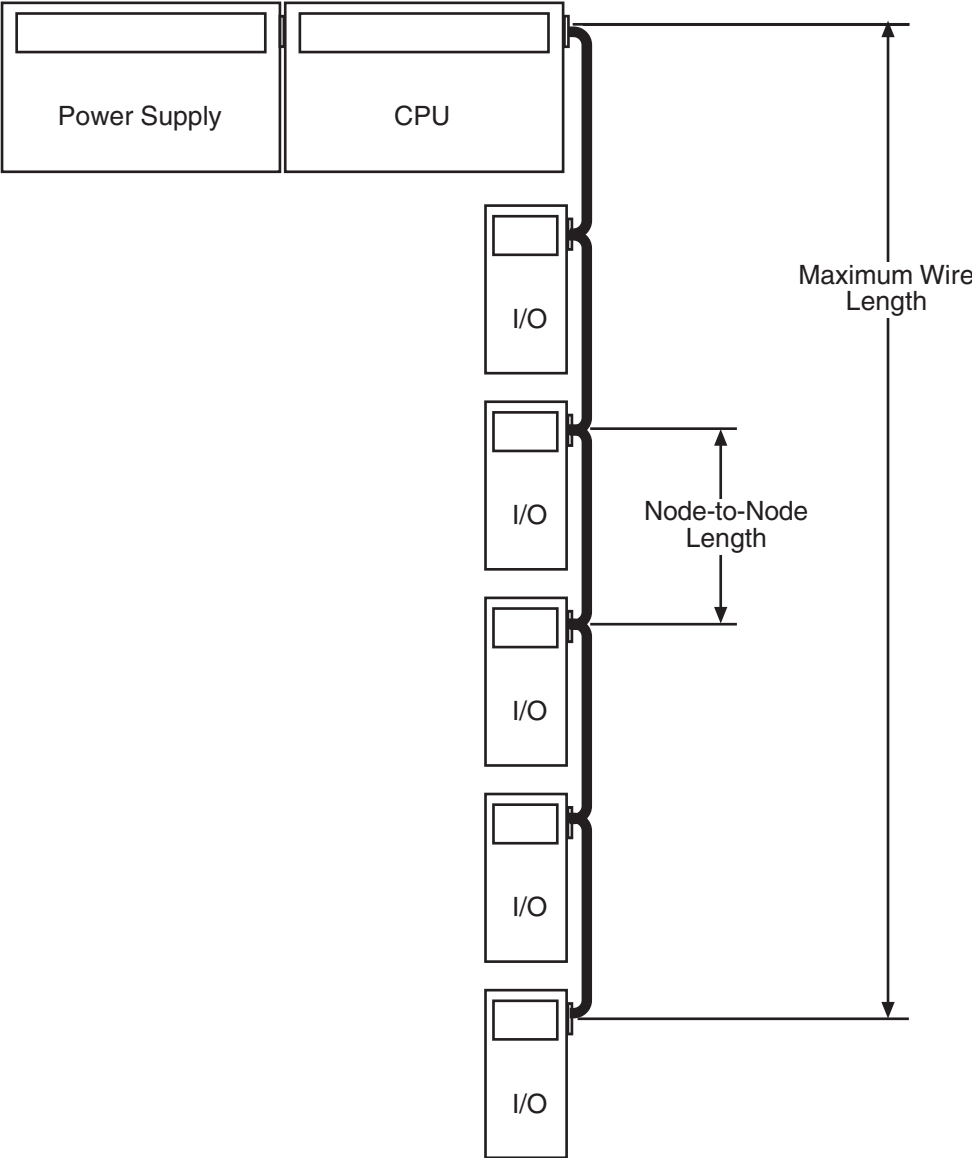 Power Supply
CPU
I/O
Maximum Wire
Length
I/O
Node-to-Node
Length
I/O
I/O
I/O